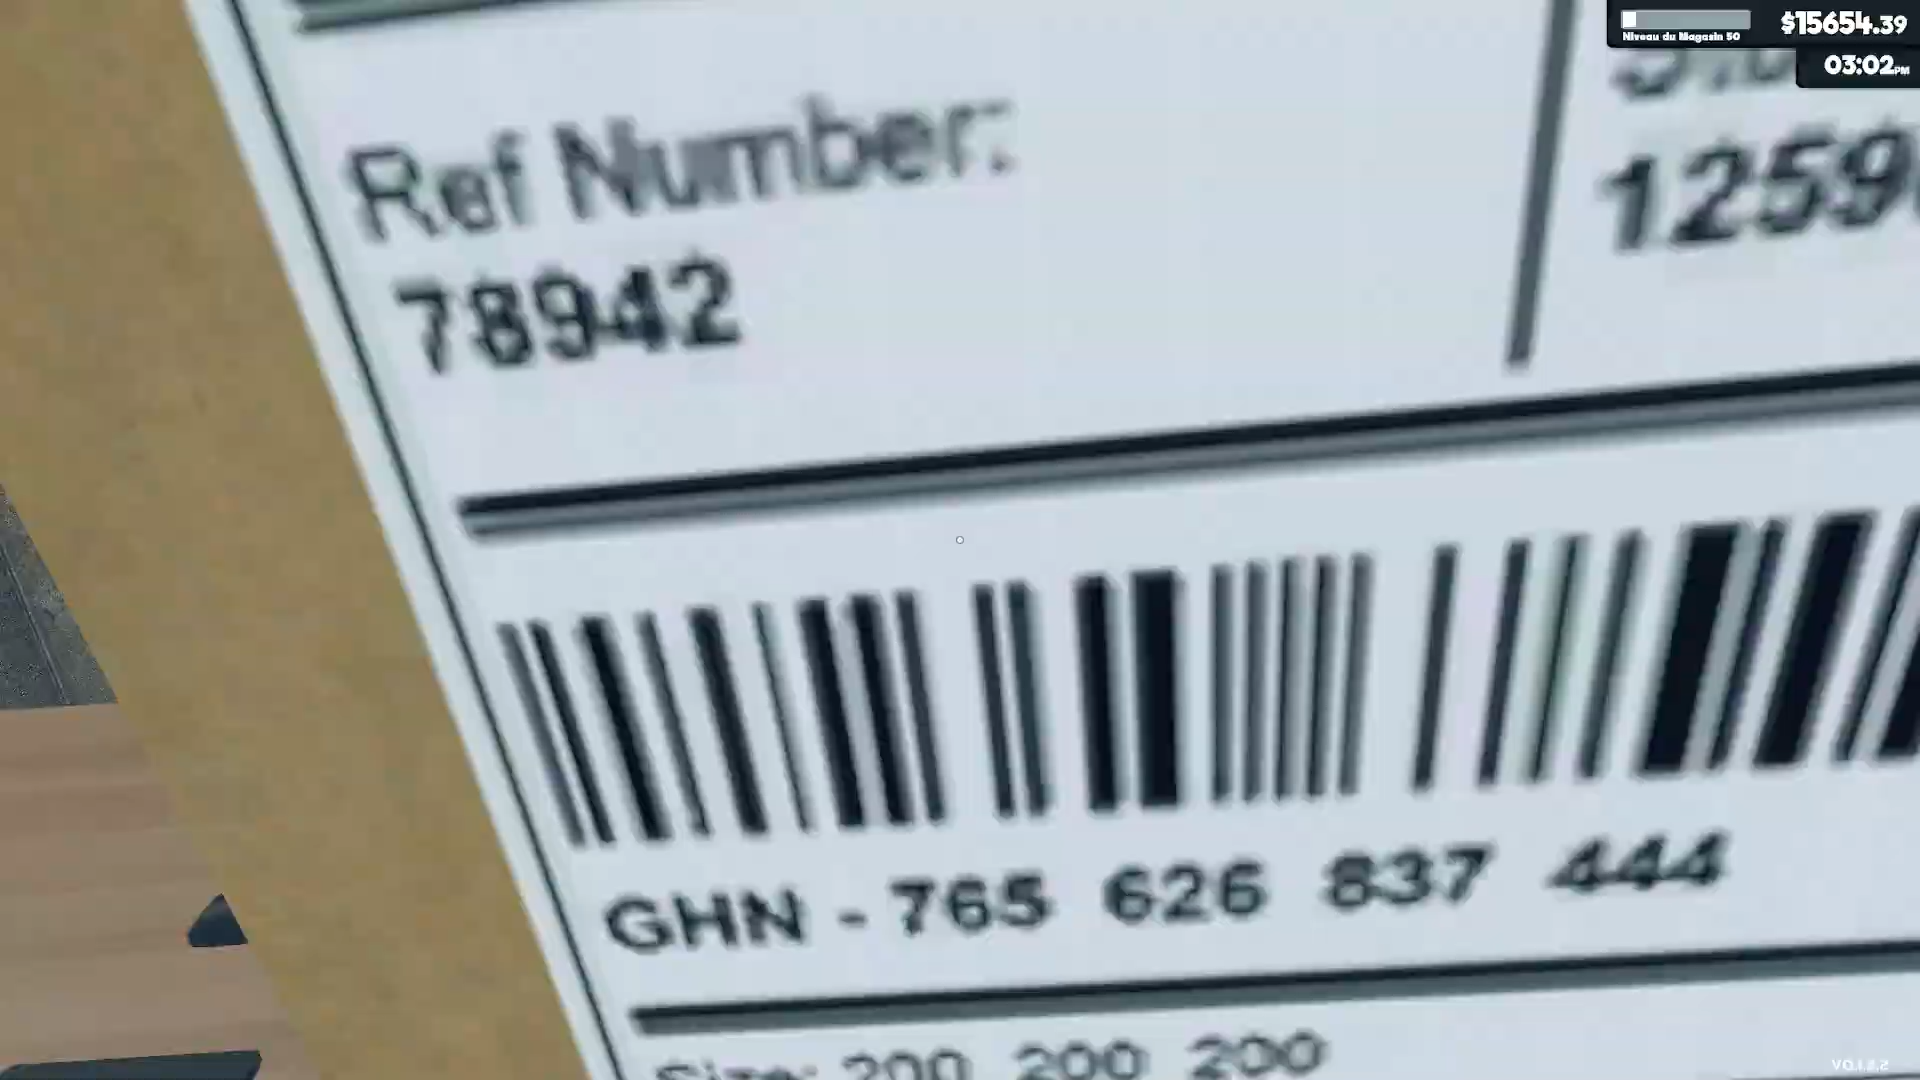 $15654.39
Niveau du Magasin 50
03:02PM
Ref Number:
78942
1259
GHN - 765 626 837 444
Size: 200 200 200
V0.1.2.2